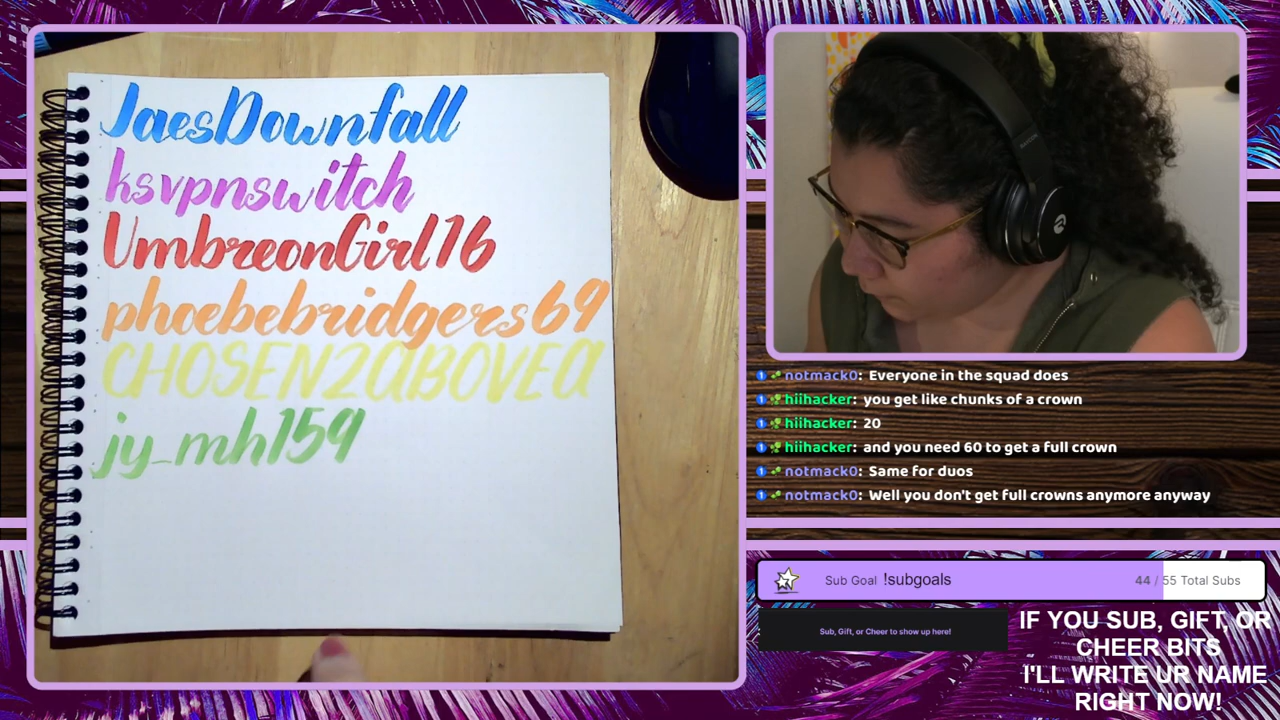 JaesDownfall
ksvpnswitch
UmbreonGirl16
phoebebridgers69
CHOSEN2ABOVEA
jy_mh159
notmack0: Everyone in the squad does
hiihacker: you get like chunks of a crown
hiihacker: 20
hiihacker: and you need 60 to get a full crown
notmack0: Same for duos
notmack0: Well you don't get full crowns anymore anyway
Sub Goal !subgoals 44 / 55 Total Subs
Sub, Gift, or Cheer to show up here!
IF YOU SUB, GIFT, OR
CHEER BITS
I'LL WRITE UR NAME
RIGHT NOW!